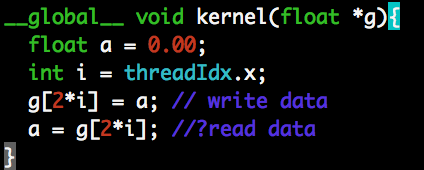 __global__ void kernel(float *g){
float a = 0.00;
int i = threadIdx.x;
g[2*i] = a; // write data
a = g[2*i]; //?read data
}